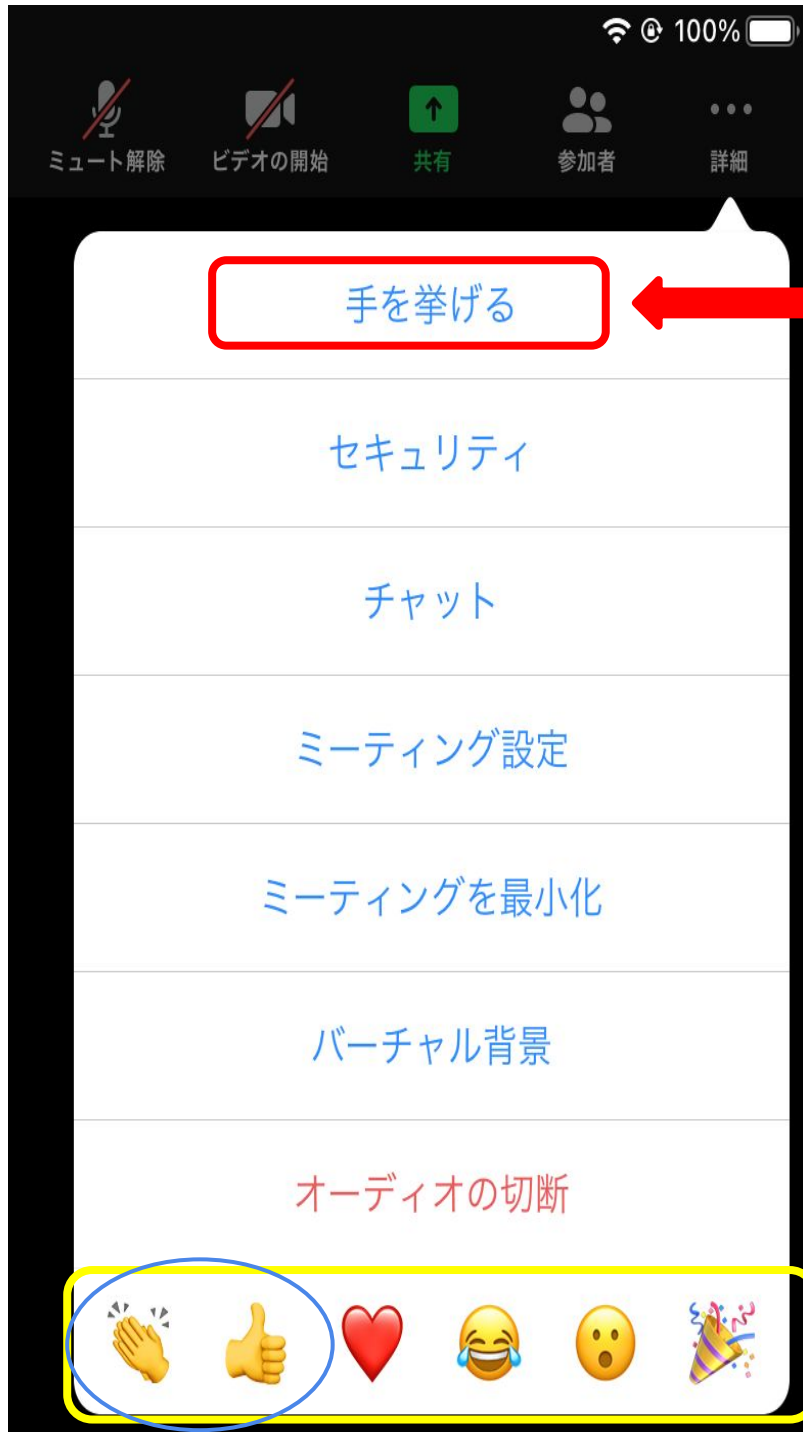 100%
ミュート解除 ビデオの開始 共有 参加者 詳細
手を挙げる
セキュリティ
チャット
ミーティング設定
ミーティングを最小化
バーチャル背景
オーディオの切断